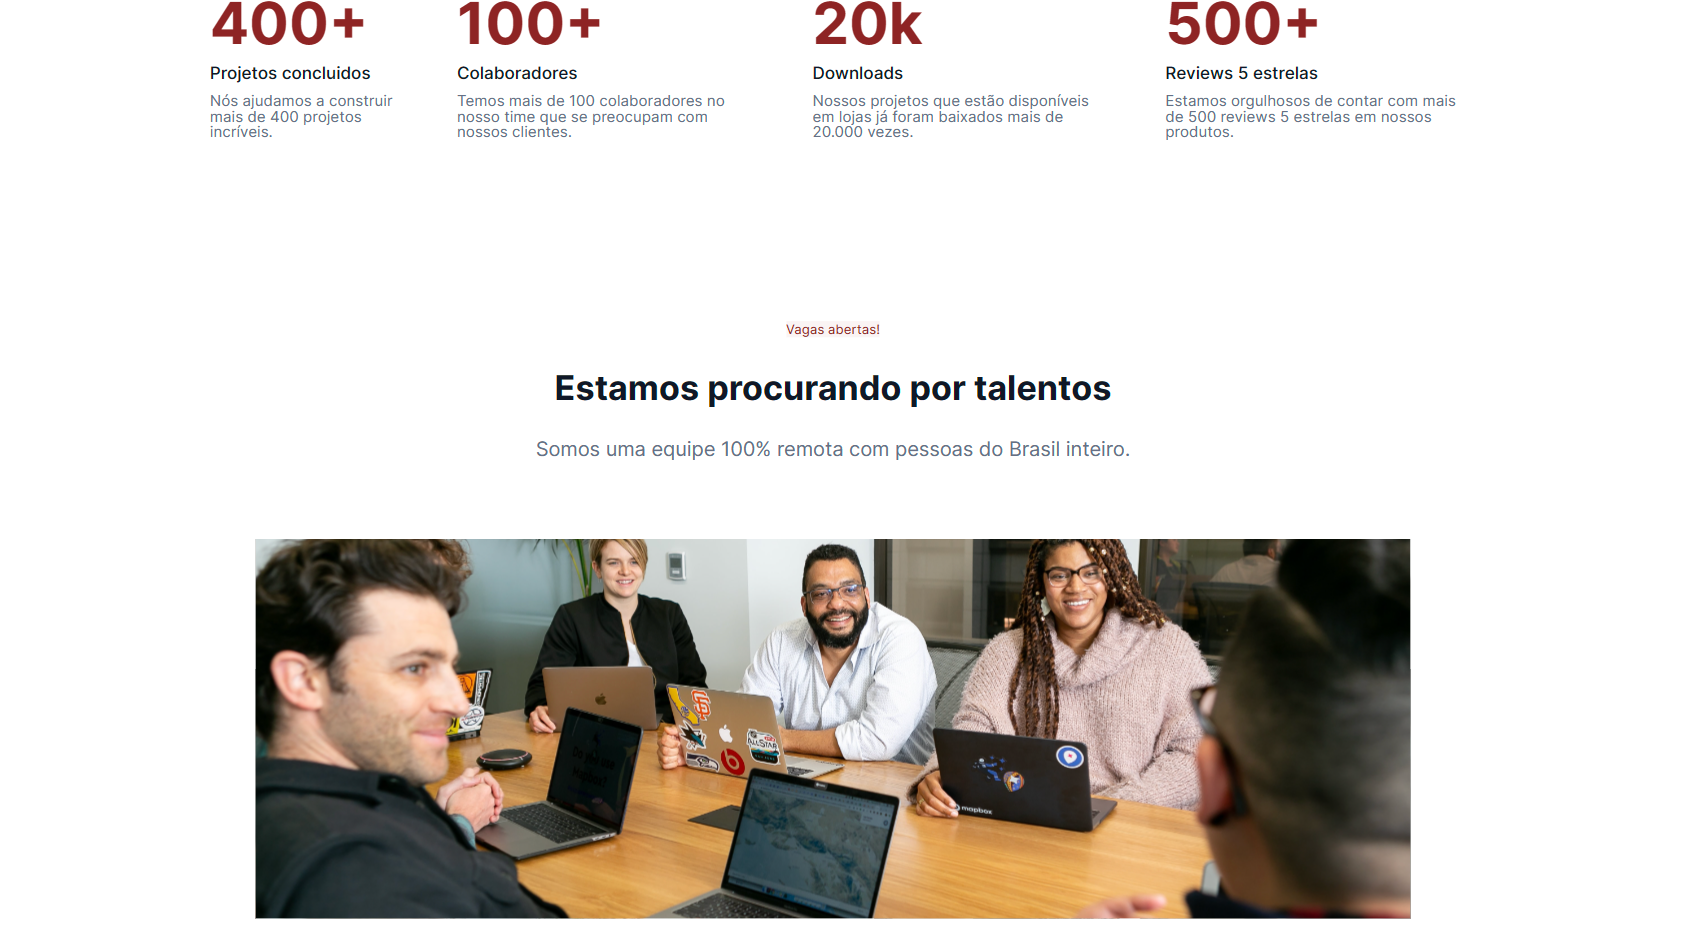 400+
Projetos concluidos
Nós ajudamos a construir
mais de 400 projetos
incríveis.
100+
Colaboradores
Temos mais de 100 colaboradores no
nosso time que se preocupam com
nossos clientes.
20k
Downloads
Nossos projetos que estão disponíveis
em lojas já foram baixados mais de
20.000 vezes.
500+
Reviews 5 estrelas
Estamos orgulhosos de contar com mais
de 500 reviews 5 estrelas em nossos
produtos.
Vagas abertas!
Estamos procurando por talentos
Somos uma equipe 100% remota com pessoas do Brasil inteiro.
ALL STAR
mapbox